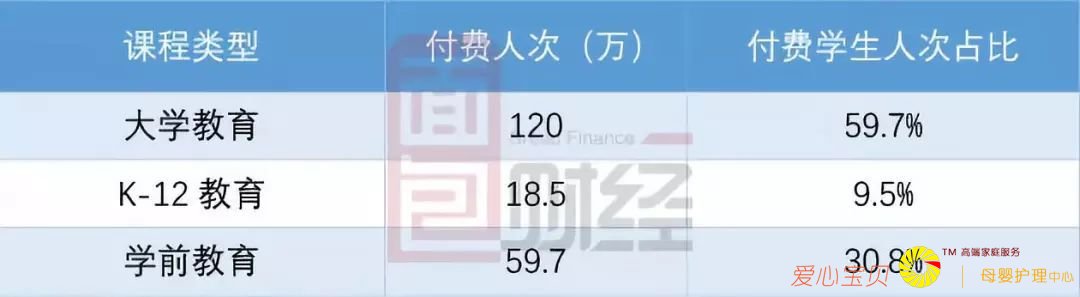 课程类型 付费人次（万） 付费学生人次占比
大学教育 120 59.7%
Bread Finance
面包财经
K-12 教育 18.5 9.5%
学前教育 59.7 30.8%
爱心宝贝 TM 高端家庭服务
母婴护理中心